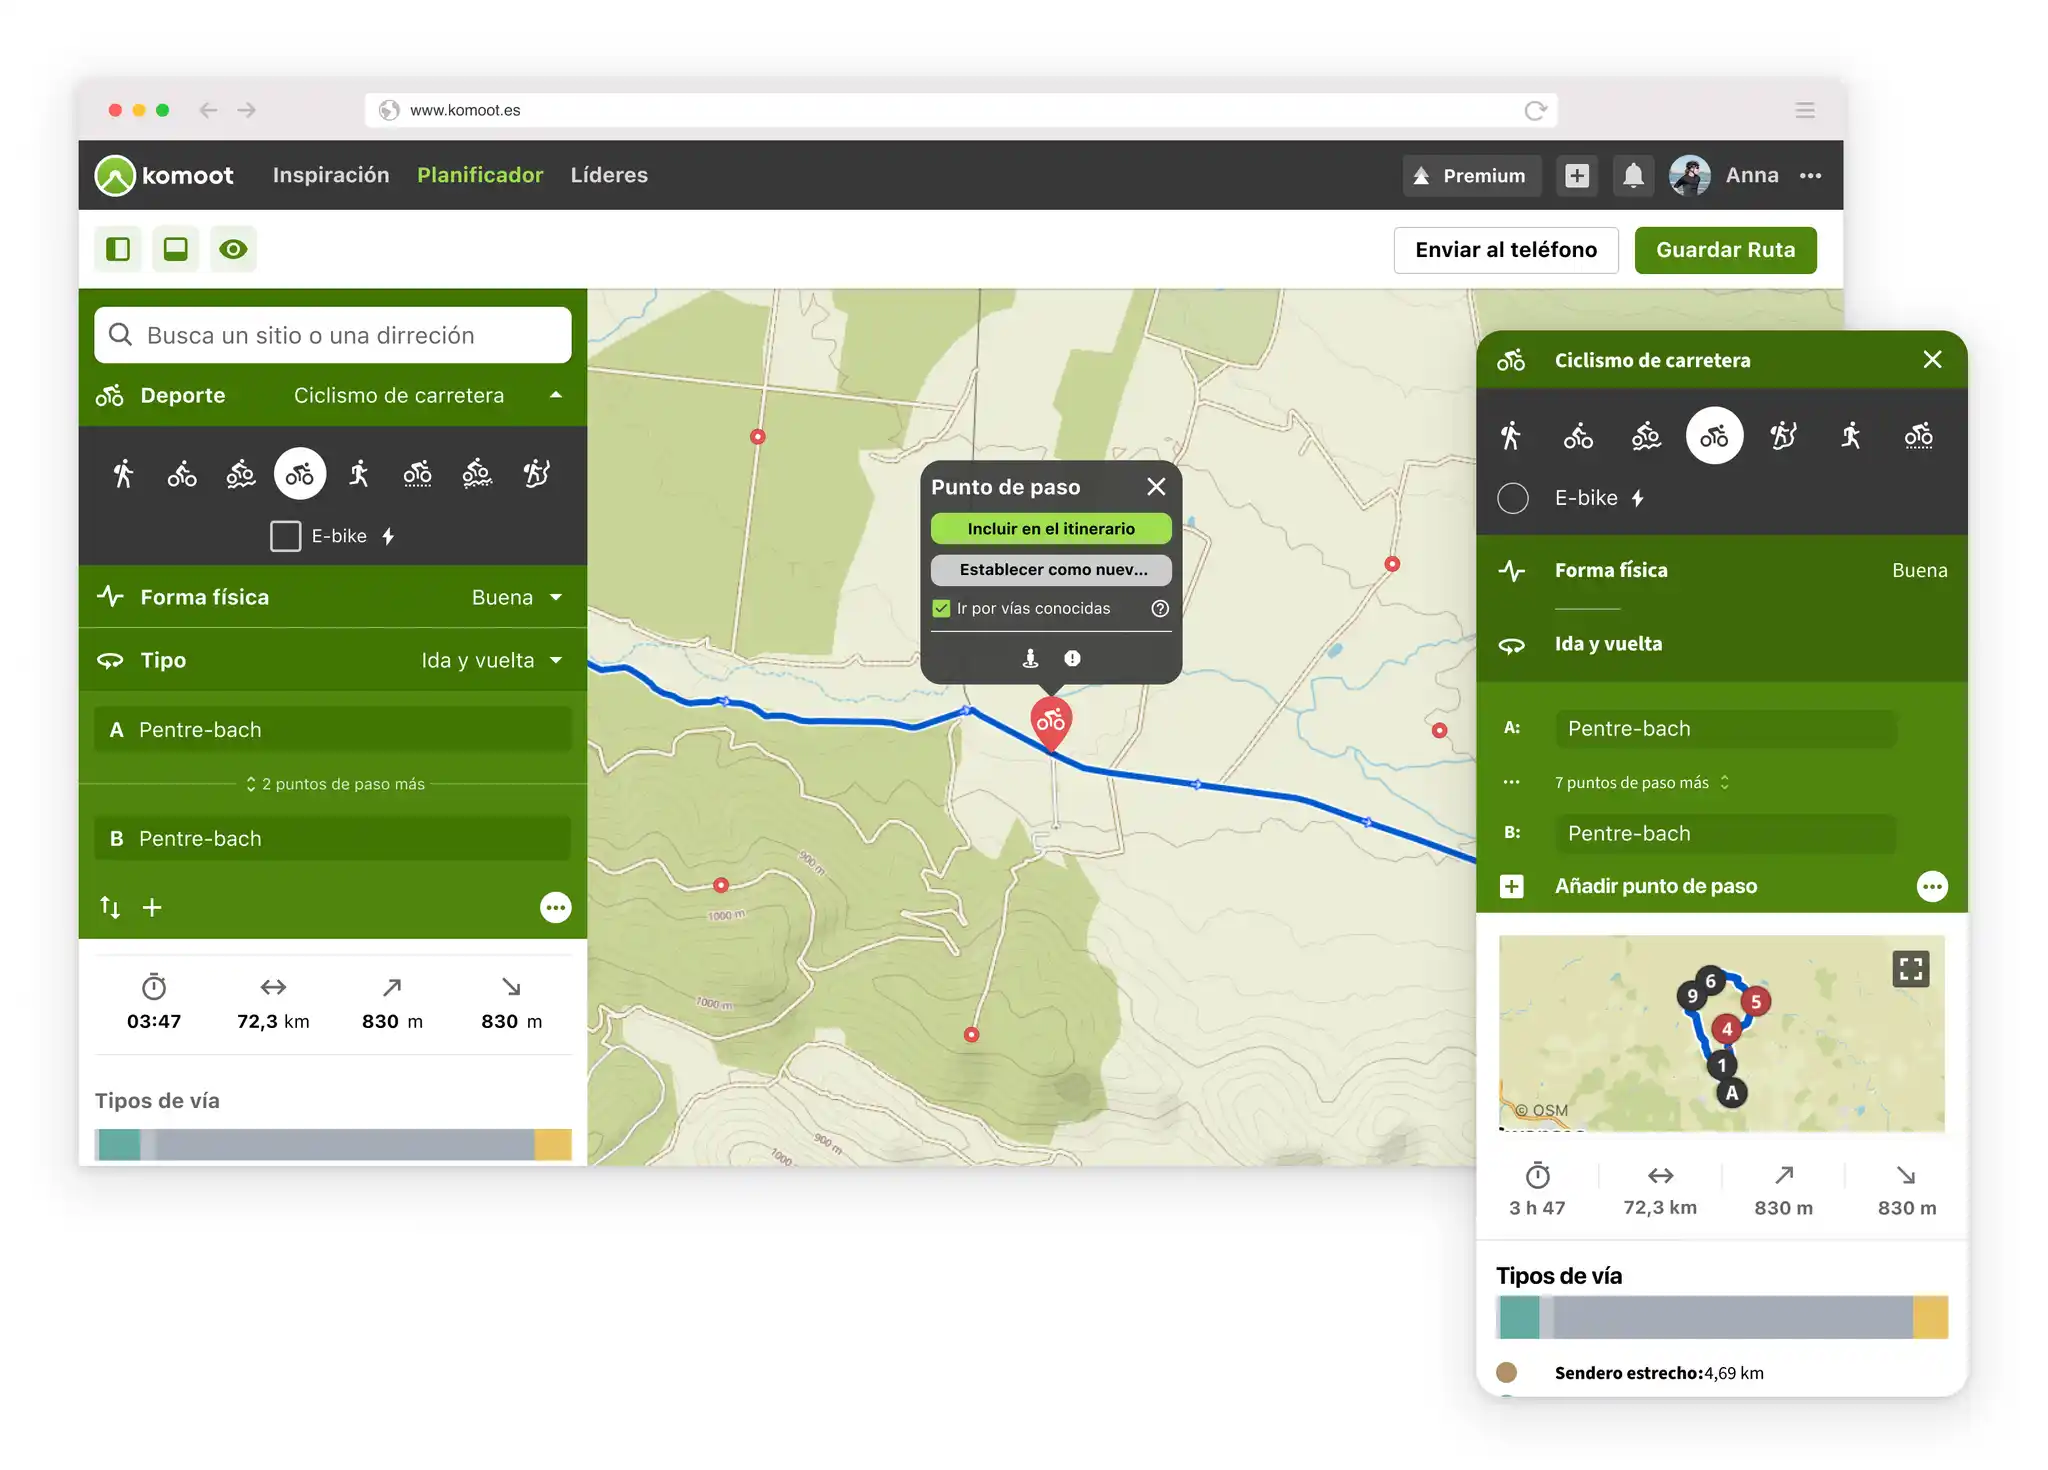 www.komoot.es
komoot Inspiración Planificador Líderes Premium Anna
Enviar al teléfono Guardar Ruta
Busca un sitio o una dirreción
Deporte Ciclismo de carretera
E-bike
Forma física Buena
Tipo Ida y vuelta
A Pentre-bach
2 puntos de paso más
B Pentre-bach
03:47 72,3 km 830 m 830 m
Tipos de vía
Punto de paso
Incluir en el itinerario
Establecer como nuev...
Ir por vías conocidas
900 m
1000 m
1000 m
900 m
1000 m
Ciclismo de carretera
E-bike
Forma física Buena
Ida y vuelta
A: Pentre-bach
7 puntos de paso más
B: Pentre-bach
Añadir punto de paso
6
9 5
4
1
A
© OSM
3 h 47 72,3 km 830 m 830 m
Tipos de vía
Sendero estrecho:4,69 km